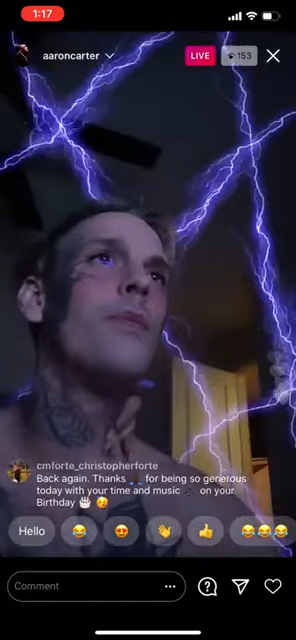 1:17
aaroncarter
LIVE
153
cmforte_christopherforte
Back again. Thanks 🙏 for being so generous
today with your time and music 🎶 on your
Birthday 🎂 🥳
Hello
😂 😍 👋 👍 😂😂😂
Comment